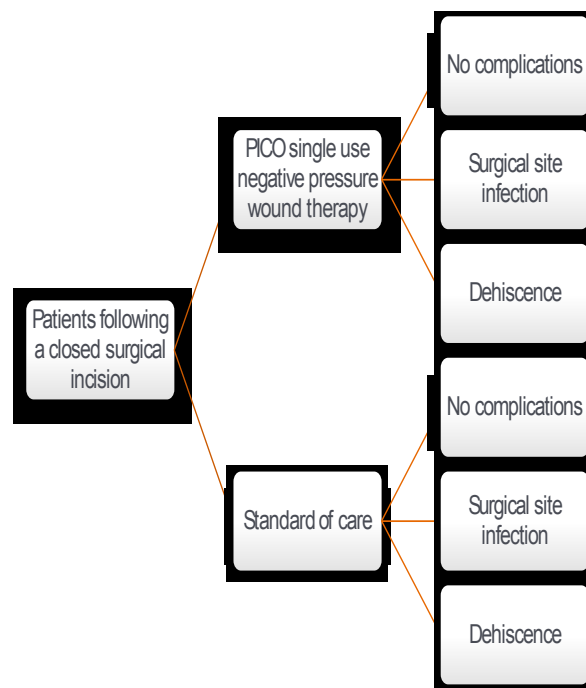 Patients following
a closed surgical
incision
PICO single use
negative pressure
wound therapy
No complications
Surgical site
infection
Dehiscence
Standard of care
No complications
Surgical site
infection
Dehiscence